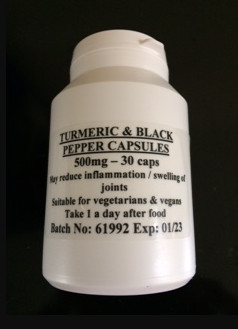 TURMERIC & BLACK
PEPPER CAPSULES
500mg – 30 caps
May reduce inflammation / swelling of
joints
Suitable for vegetarians & vegans
Take 1 a day after food
Batch No: 61992 Exp: 01/23